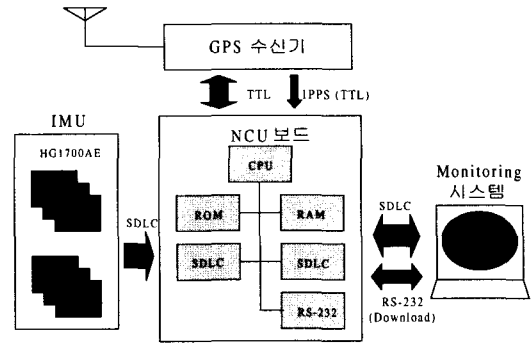 GPS 수신기
TTL
1PPS (TTL)
IMU
HG1700AE
SDLC
NCU 보드
CPU
ROM
RAM
SDLC
SDLC
RS-232
Monitoring
시스템
SDLC
RS-232
(Download)